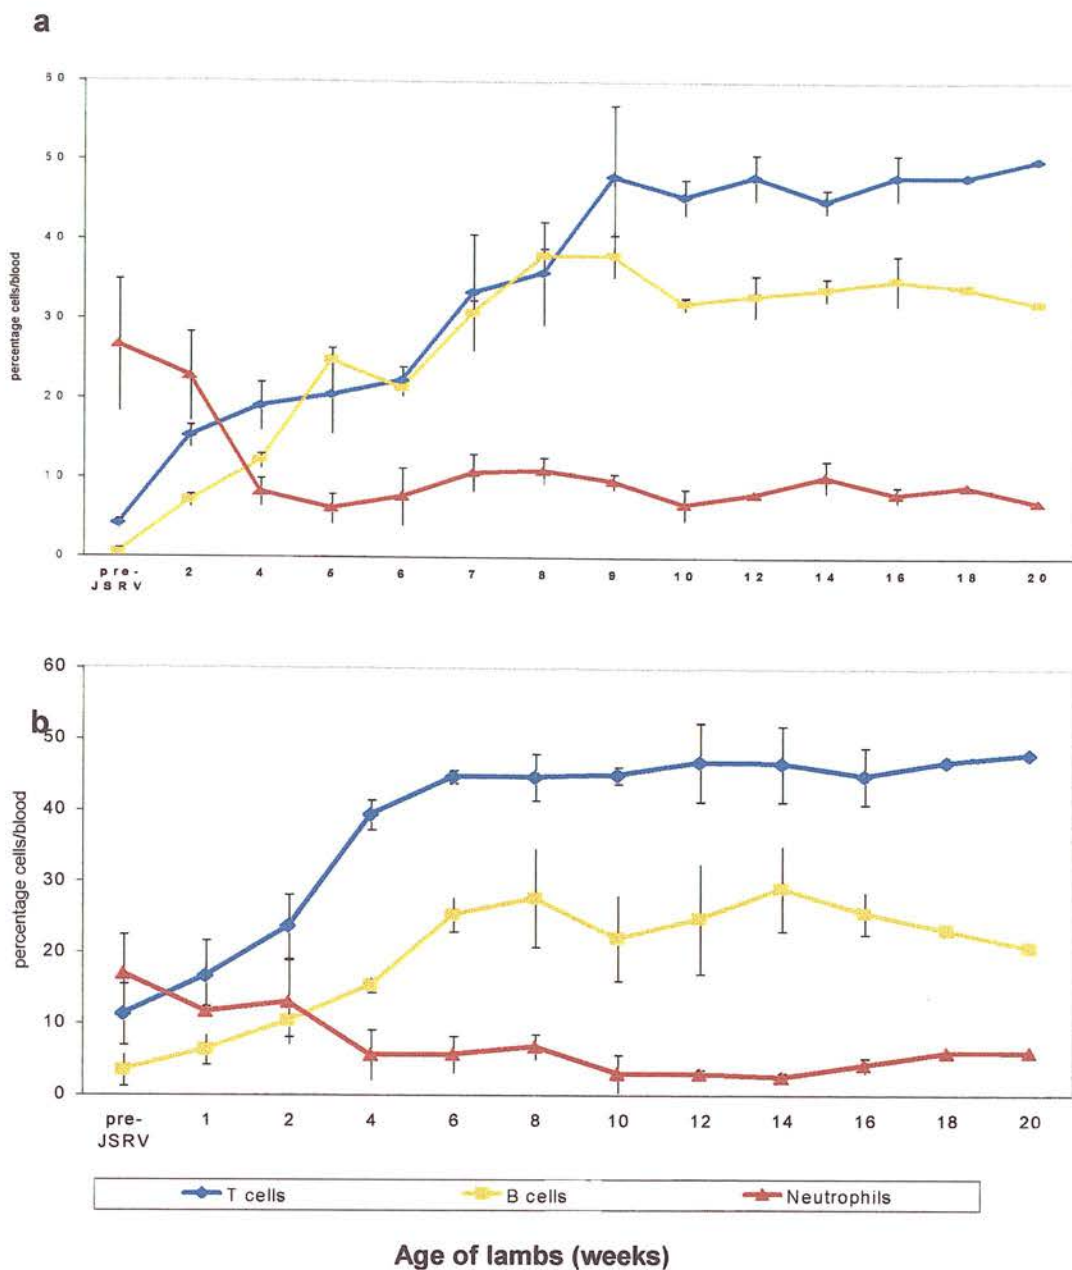 a
percentage cells/blood
60
50
40
30
20
10
0
pre-
JSRV
2 4 5 6 7 8 9 10 12 14 16 18 20
b
percentage cells/blood
60
50
40
30
20
10
0
pre-
JSRV
1 2 4 6 8 10 12 14 16 18 20
T cells B cells Neutrophils
Age of lambs (weeks)